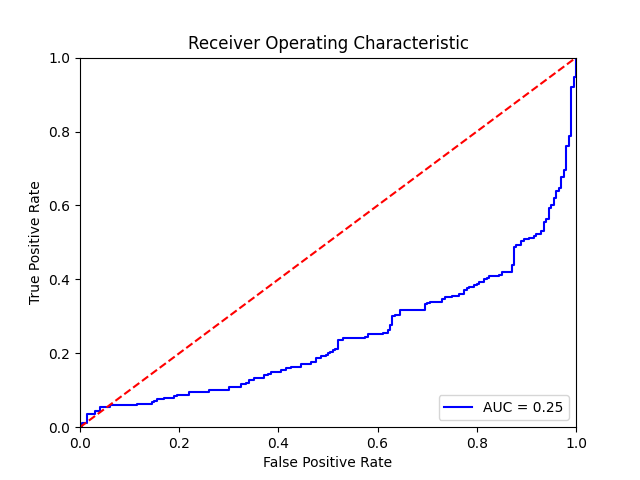 Receiver Operating Characteristic
True Positive Rate
1.0
0.8
0.6
0.4
0.2
0.0
AUC = 0.25
0.0 0.2 0.4 0.6 0.8 1.0
False Positive Rate